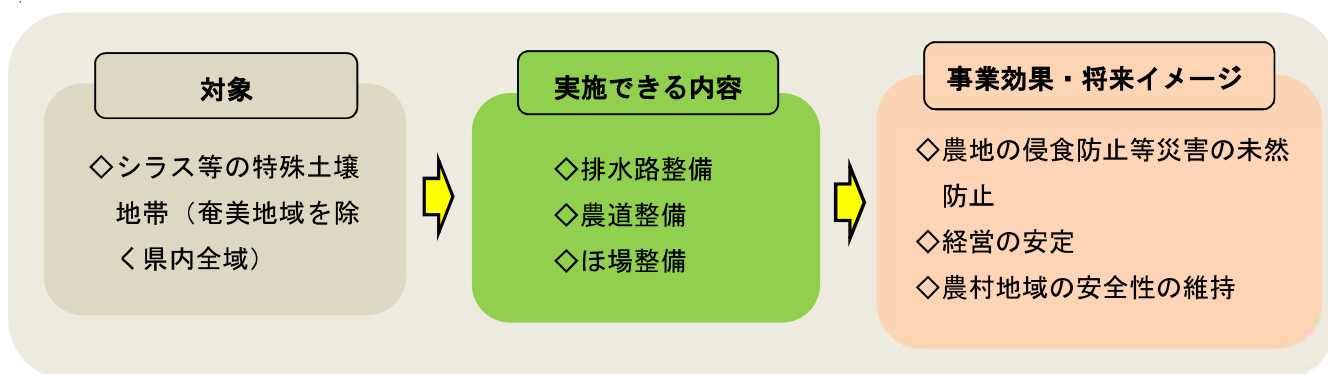 対象
◇シラス等の特殊土壌
地帯（奄美地域を除
く県内全域）
実施できる内容
◇排水路整備
◇農道整備
◇ほ場整備
事業効果・将来イメージ
◇農地の侵食防止等災害の未然
防止
◇経営の安定
◇農村地域の安全性の維持